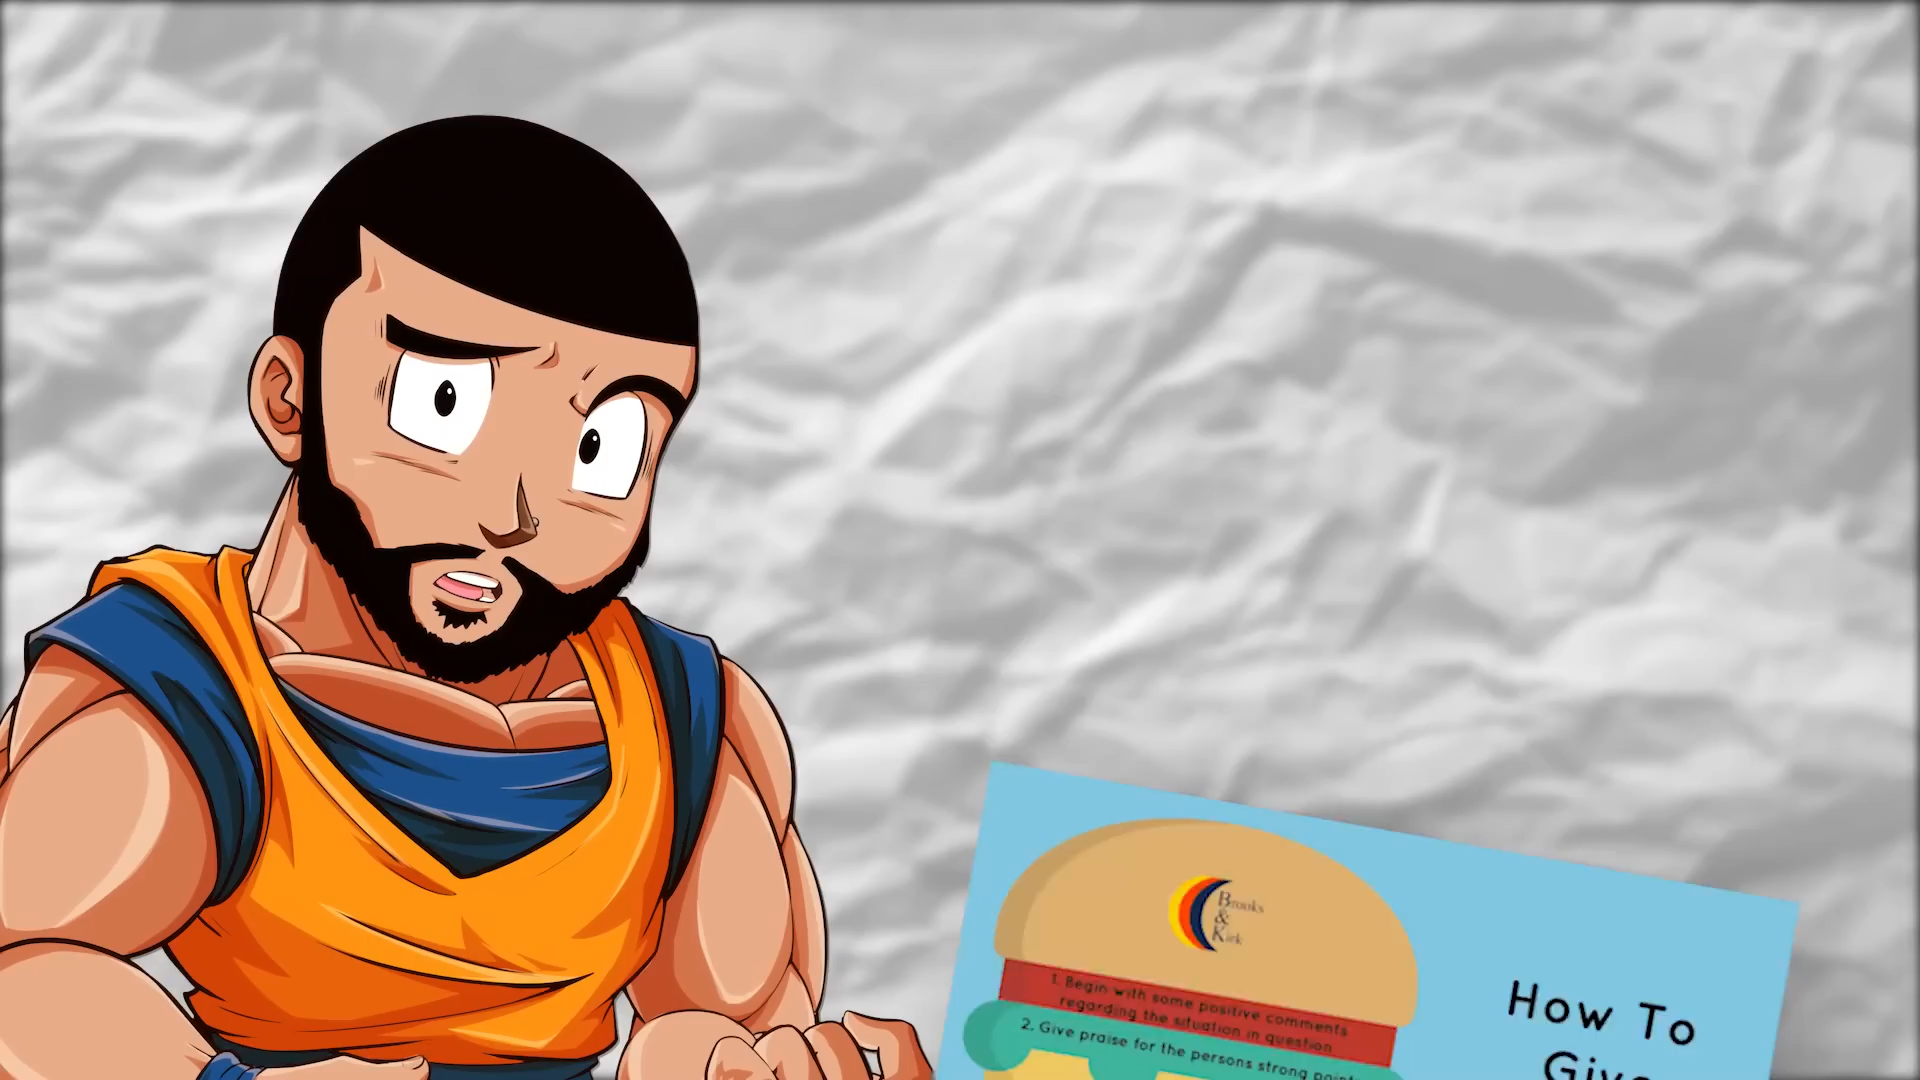 Brooks
&
Kirk
1. Begin with some positive comments
regarding the situation in question
2. Give praise for the persons strong
How To
Give